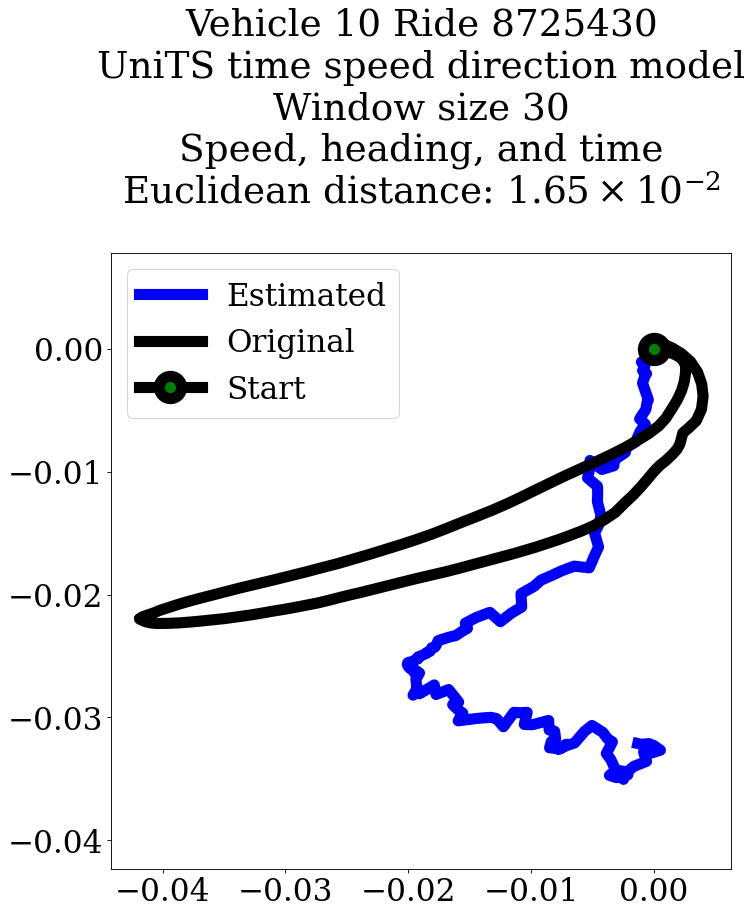 Vehicle 10 Ride 8725430
UniTS time speed direction model
Window size 30
Speed, heading, and time
Euclidean distance: 1.65 × 10⁻²
Estimated
Original
Start
0.00
−0.01
−0.02
−0.03
−0.04
−0.04 −0.03 −0.02 −0.01 0.00